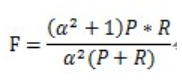 F = (α² + 1)P * R / α²(P + R)